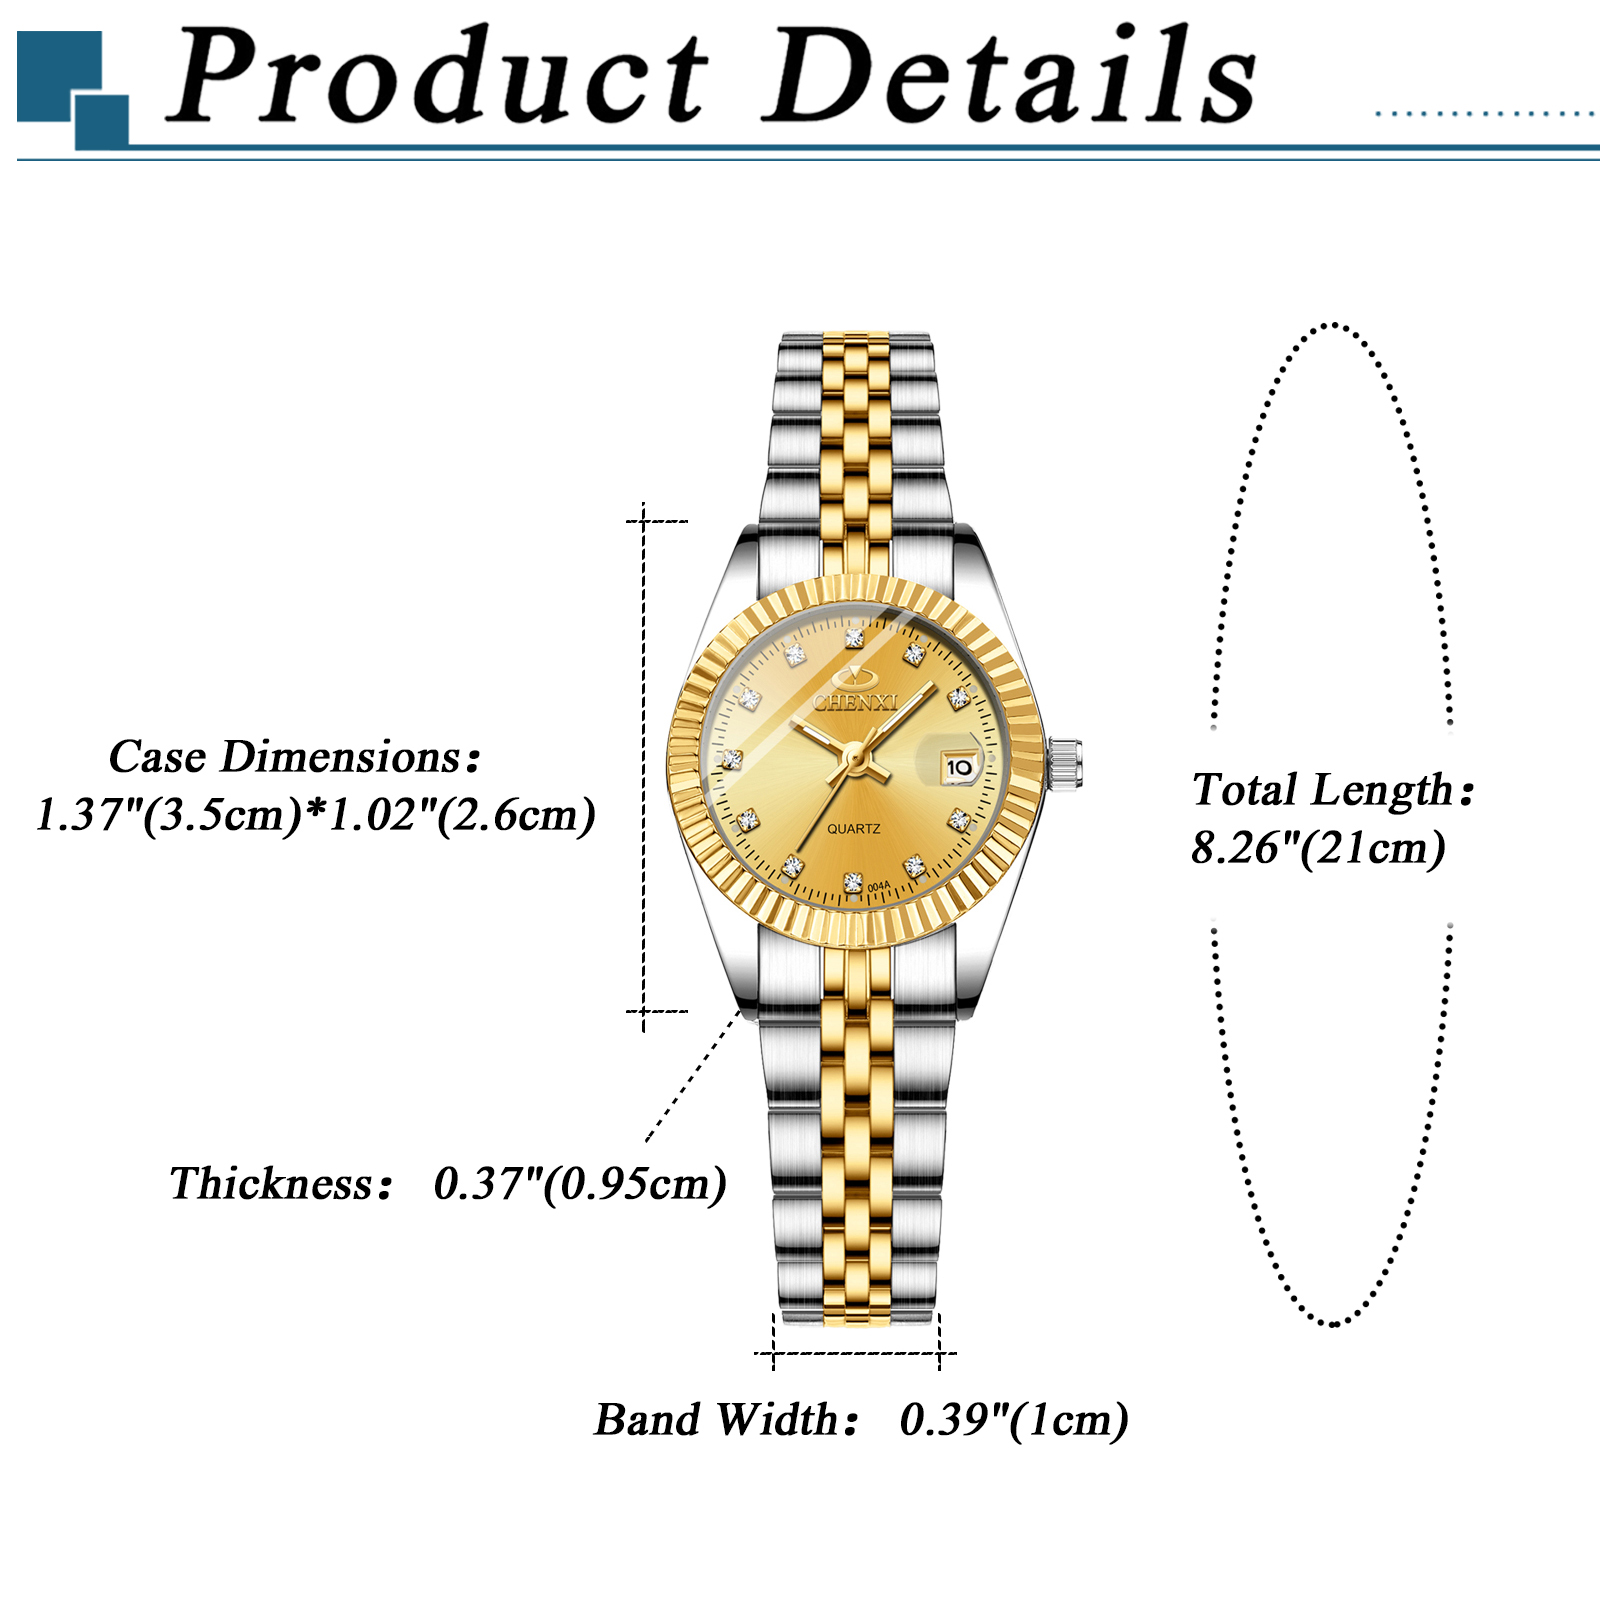 Product Details
CHENXI
10
QUARTZ
004A
Case Dimensions：
1.37"(3.5cm)*1.02"(2.6cm)
Total Length：
8.26"(21cm)
Thickness： 0.37"(0.95cm)
Band Width： 0.39"(1cm)